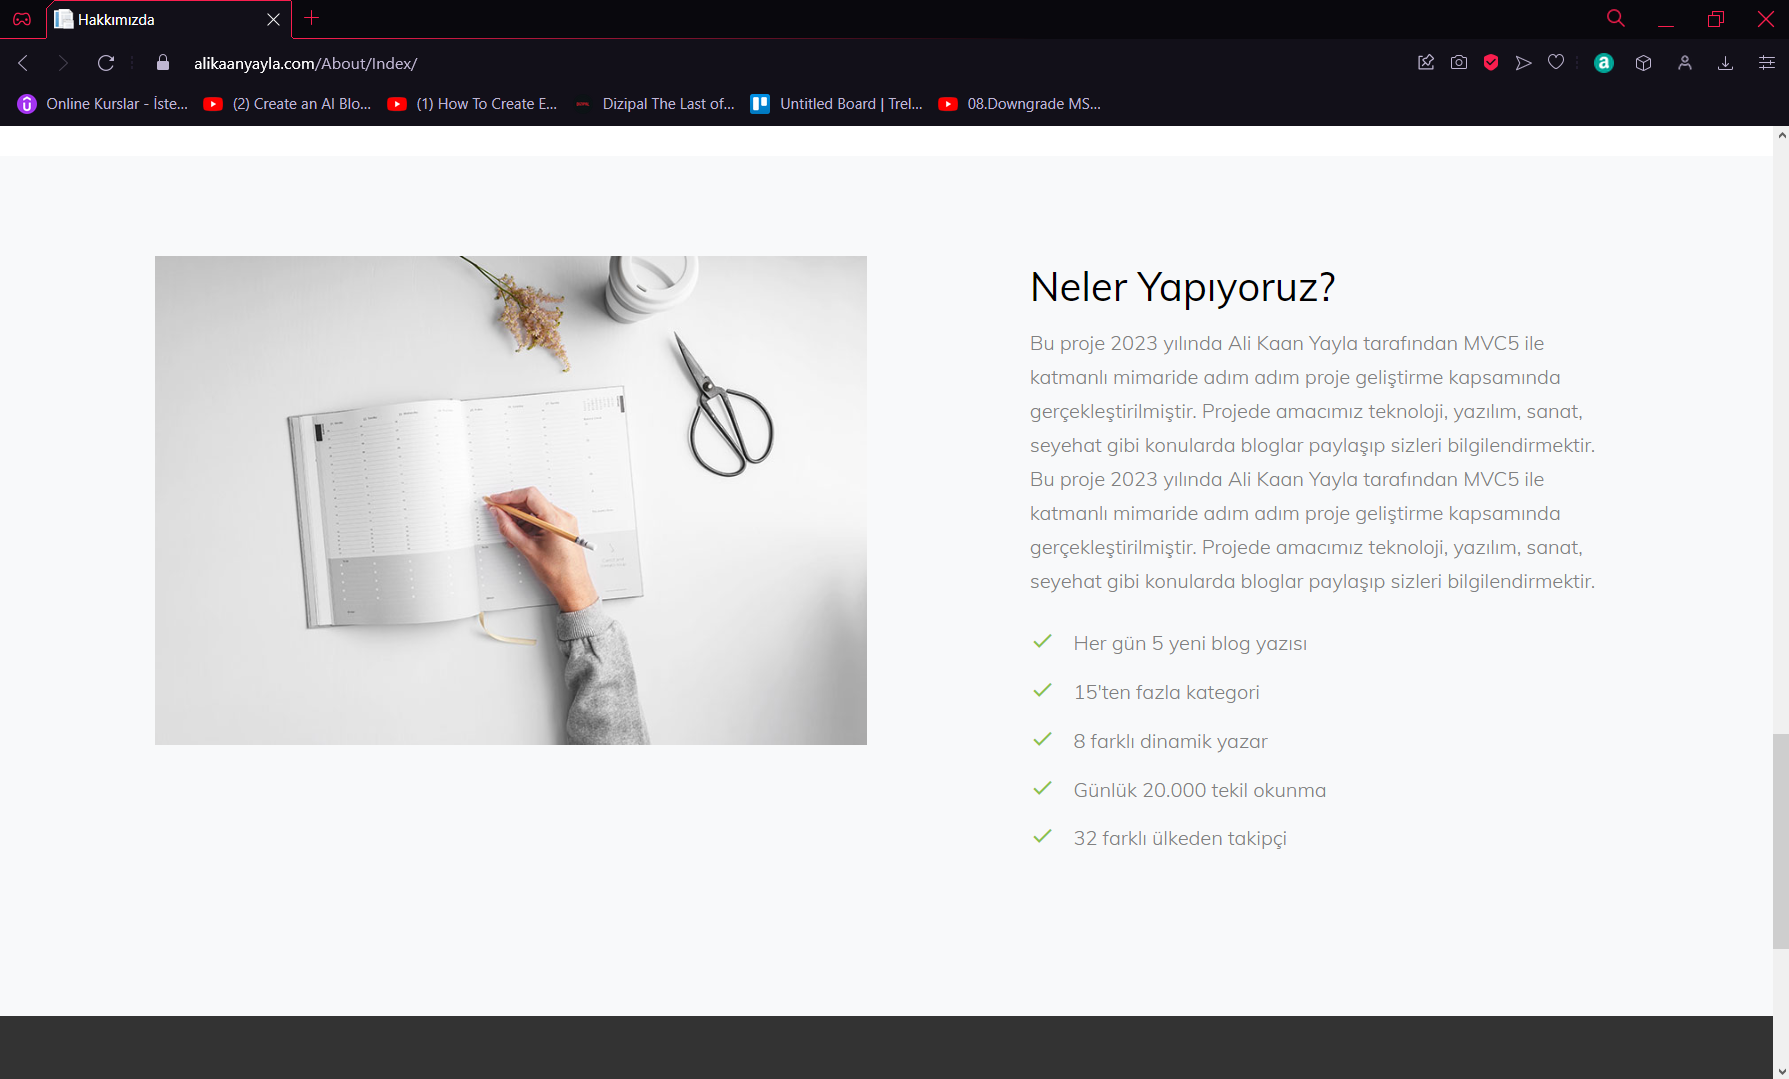 Hakkımızda
alikaanyayla.com/About/Index/
Online Kurslar - İste...
(2) Create an AI Blo...
(1) How To Create E...
Dizipal The Last of...
Untitled Board | Trel...
08.Downgrade MS...
Neler Yapıyoruz?
Bu proje 2023 yılında Ali Kaan Yayla tarafından MVC5 ile
katmanlı mimaride adım adım proje geliştirme kapsamında
gerçekleştirilmiştir. Projede amacımız teknoloji, yazılım, sanat,
seyehat gibi konularda bloglar paylaşıp sizleri bilgilendirmektir.
Bu proje 2023 yılında Ali Kaan Yayla tarafından MVC5 ile
katmanlı mimaride adım adım proje geliştirme kapsamında
gerçekleştirilmiştir. Projede amacımız teknoloji, yazılım, sanat,
seyehat gibi konularda bloglar paylaşıp sizleri bilgilendirmektir.
Her gün 5 yeni blog yazısı
15'ten fazla kategori
8 farklı dinamik yazar
Günlük 20.000 tekil okunma
32 farklı ülkeden takipçi